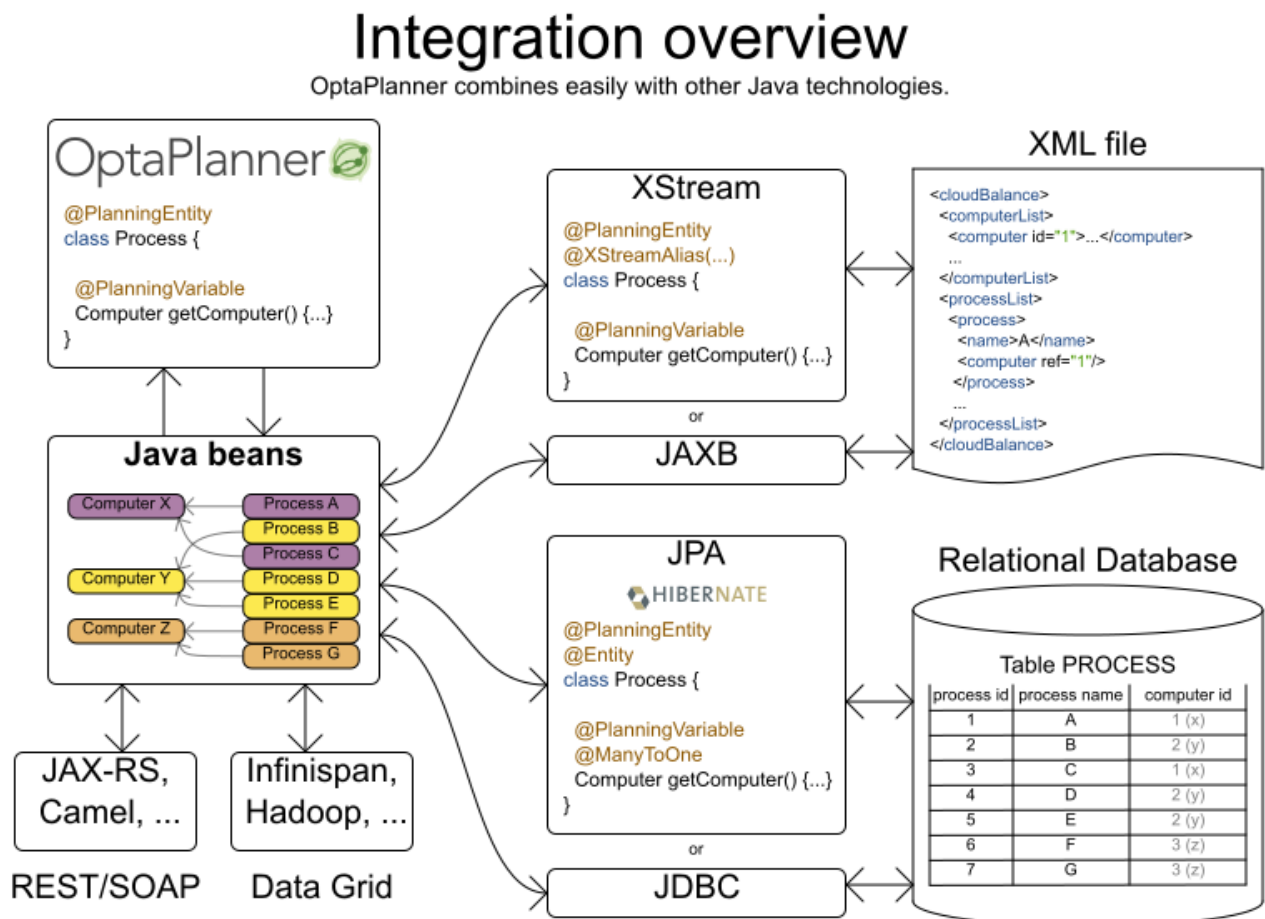 Integration overview
OptaPlanner combines easily with other Java technologies.
OptaPlanner
@PlanningEntity
class Process {
@PlanningVariable
Computer getComputer() {...}
}
Java beans
Computer X
Computer Y
Computer Z
Process A
Process B
Process C
Process D
Process E
Process F
Process G
JAX-RS,
Camel, ...
REST/SOAP
Infinispan,
Hadoop, ...
Data Grid
XStream
@PlanningEntity
@XStreamAlias(...)
class Process {
@PlanningVariable
Computer getComputer() {...}
}
or
JAXB
XML file
<cloudBalance>
<computerList>
<computer id="1">...</computer>
...
</computerList>
<processList>
<process>
<name>A</name>
<computer ref="1"/>
</process>
...
</processList>
</cloudBalance>
JPA
HIBERNATE
@PlanningEntity
@Entity
class Process {
@PlanningVariable
@ManyToOne
Computer getComputer() {...}
}
or
JDBC
Relational Database
Table PROCESS
process id process name computer id
1 A 1 (x)
2 B 2 (y)
3 C 1 (x)
4 D 2 (y)
5 E 2 (y)
6 F 3 (z)
7 G 3 (z)